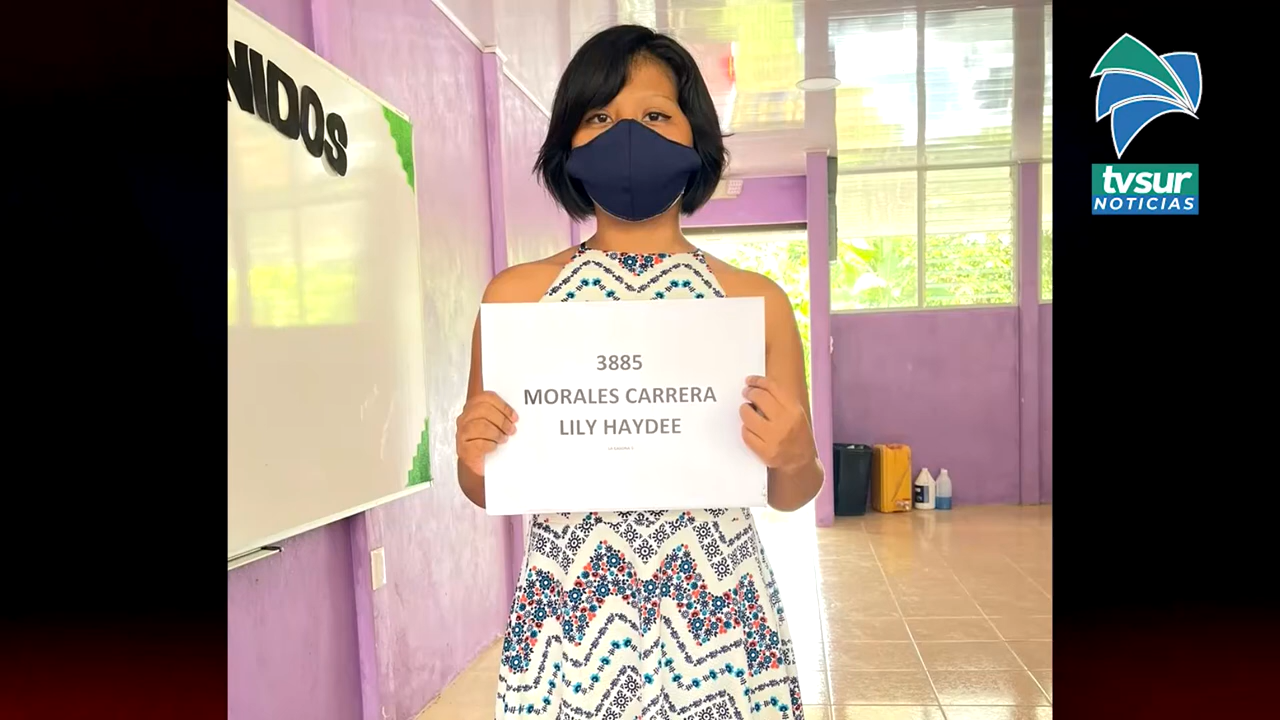 NIDOS
3885
MORALES CARRERA
LILY HAYDEE
tvsur
NOTICIAS